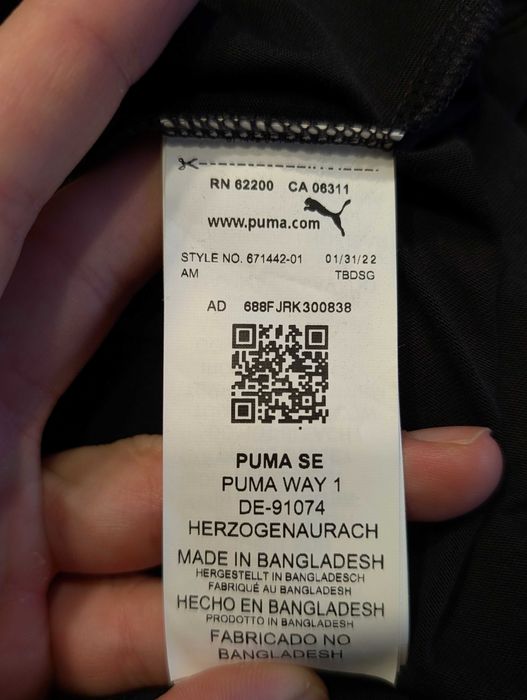 RN 62200 CA 06311
www.puma.com
STYLE NO. 671442-01 01/31/22
AM TBDSG
AD 688FJRK300838
PUMA SE
PUMA WAY 1
DE-91074
HERZOGENAURACH
MADE IN BANGLADESH
HERGESTELLT IN BANGLADESCH
FABRIQUÉ AU BANGLADESH
HECHO EN BANGLADESH
PRODOTTO IN BANGLADESH
FABRICADO NO
BANGLADESH